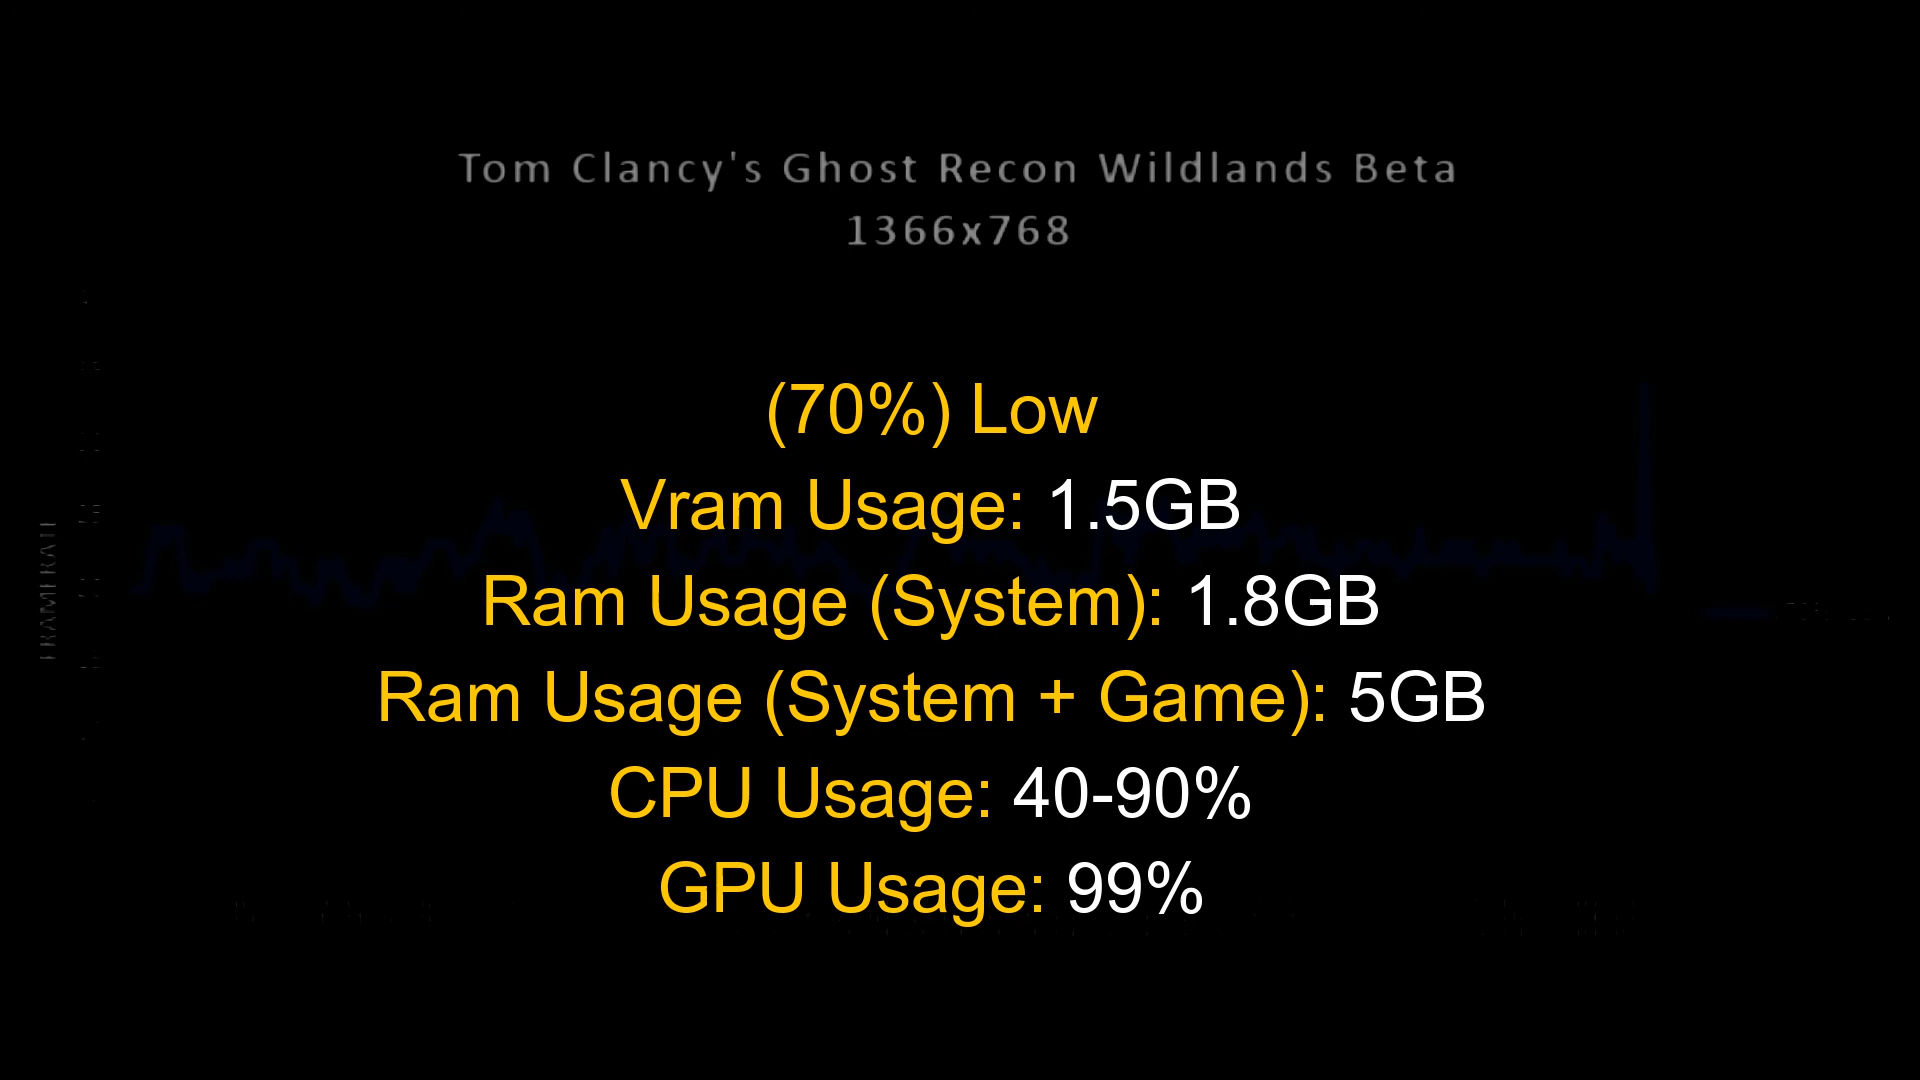 Tom Clancy's Ghost Recon Wildlands Beta
1366x768
(70%) Low
Vram Usage: 1.5GB
Ram Usage (System): 1.8GB
Ram Usage (System + Game): 5GB
CPU Usage: 40-90%
GPU Usage: 99%
FRAMERATE